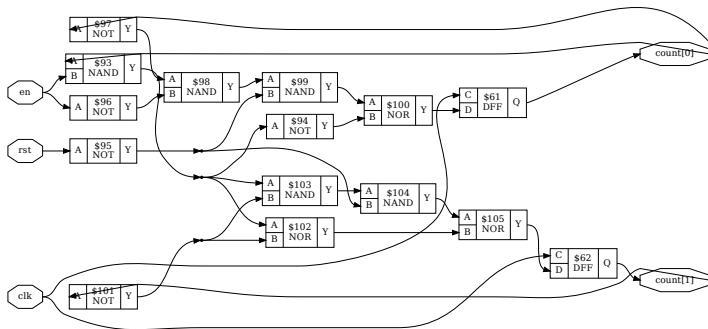 A $97 NOT Y
A B $93 NAND Y
en
A $96 NOT Y
A B $98 NAND Y
A B $99 NAND Y
A $94 NOT Y
A B $100 NOR Y
C D $61 DFF Q
count[0]
rst
A $95 NOT Y
A B $103 NAND Y
A B $104 NAND Y
A B $102 NOR Y
A B $105 NOR Y
C D $62 DFF Q
count[1]
clk
A $101 NOT Y